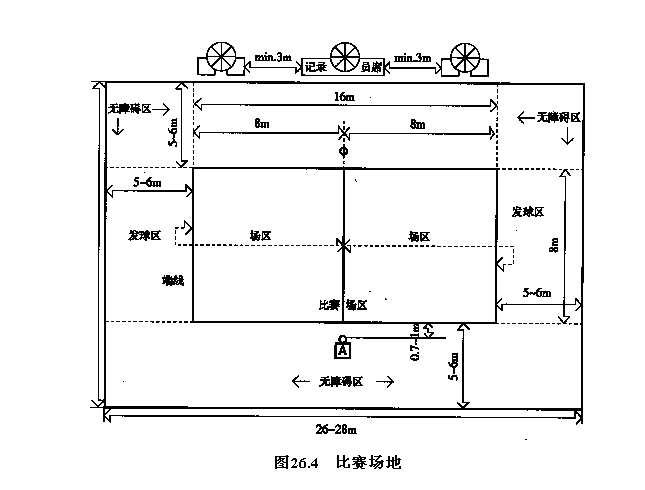 min.3m
min.3m
记录
员席
16m
无障碍区
无障碍区
8m
8m
5~6m
5-6m
发球区
发球区
场区
场区
8m
端线
5~6m
比赛
场区
0.7~1m
A
5~6m
无障碍区
26-28m
图26.4 比赛场地